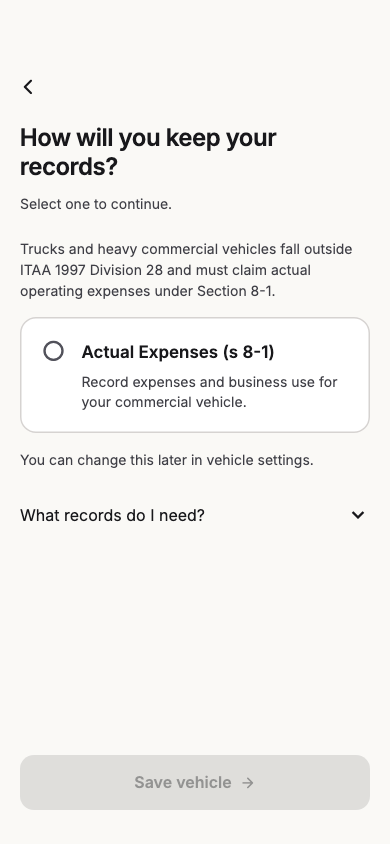 How will you keep your
records?
Select one to continue.
Trucks and heavy commercial vehicles fall outside
ITAA 1997 Division 28 and must claim actual
operating expenses under Section 8-1.
Actual Expenses (s 8-1)
Record expenses and business use for
your commercial vehicle.
You can change this later in vehicle settings.
What records do I need?
Save vehicle →